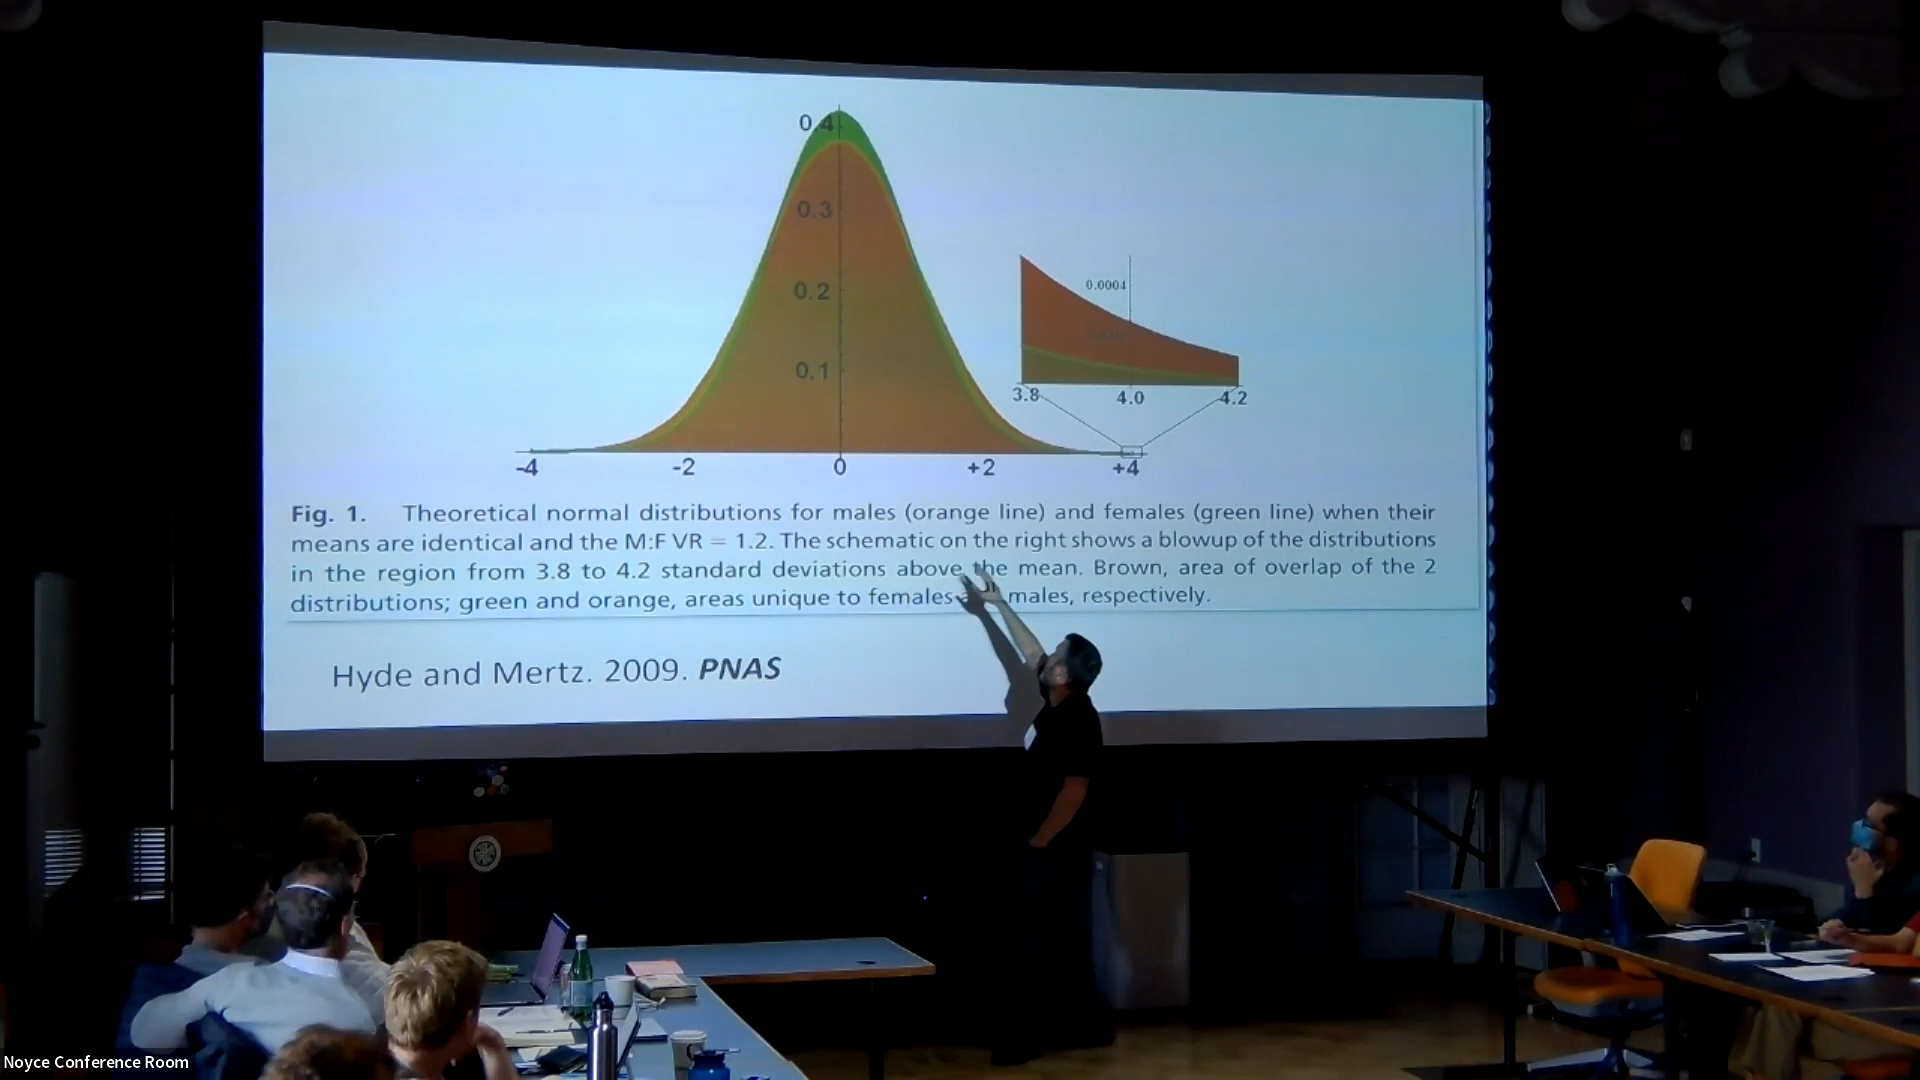 0.4
0.3
0.2
0.1
-4
-2
0
+2
+4
0.0004
3.8
4.0
4.2
Fig. 1. Theoretical normal distributions for males (orange line) and females (green line) when their
means are identical and the M:F VR = 1.2. The schematic on the right shows a blowup of the distributions
in the region from 3.8 to 4.2 standard deviations above the mean. Brown, area of overlap of the 2
distributions; green and orange, areas unique to females males, respectively.
Hyde and Mertz. 2009. PNAS
Noyce Conference Room